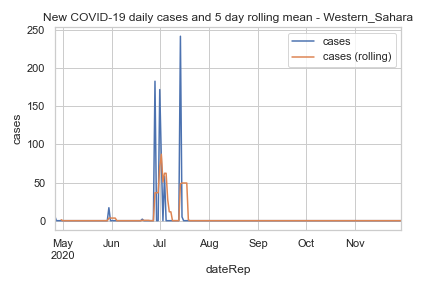 New COVID-19 daily cases and 5 day rolling mean - Western_Sahara
cases
cases (rolling)
250
200
150
100
50
0
cases
May
2020
Jun
Jul
Aug
Sep
Oct
Nov
dateRep